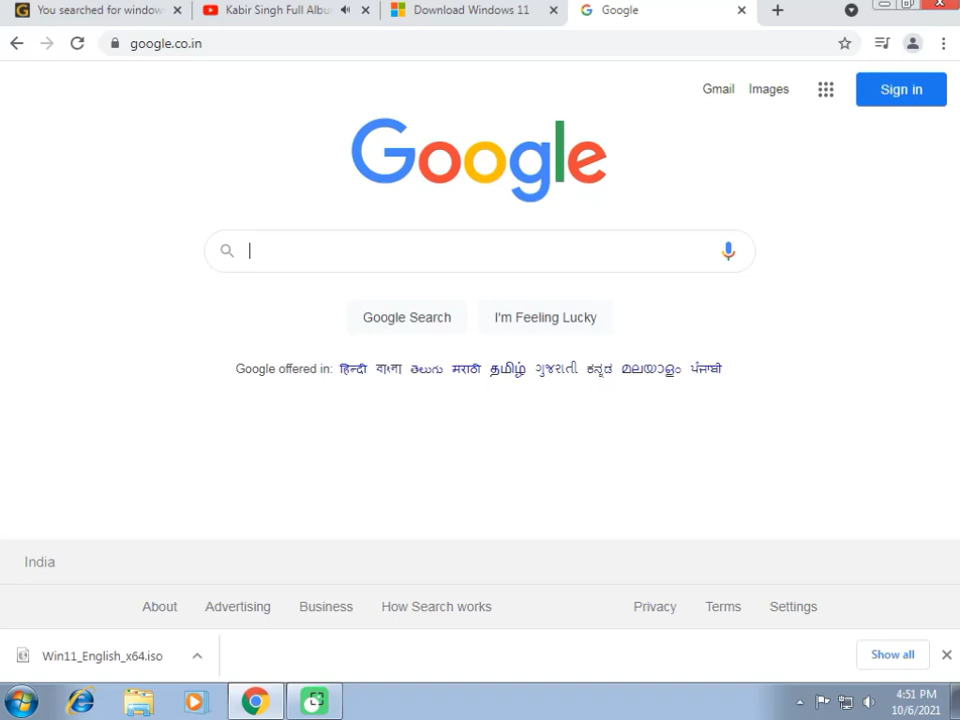 You searched for window
Kabir Singh Full Albu
Download Windows 11
Google
google.co.in
Gmail Images Sign in
Google
Google Search I'm Feeling Lucky
Google offered in: हिन्दी বাংলা తెలుగు मराठी தமிழ் ગુજરાતી ಕನ್ನಡ മലയാളം ਪੰਜਾਬੀ
India
About Advertising Business How Search works Privacy Terms Settings
Win11_English_x64.iso Show all
4:51 PM
10/6/2021